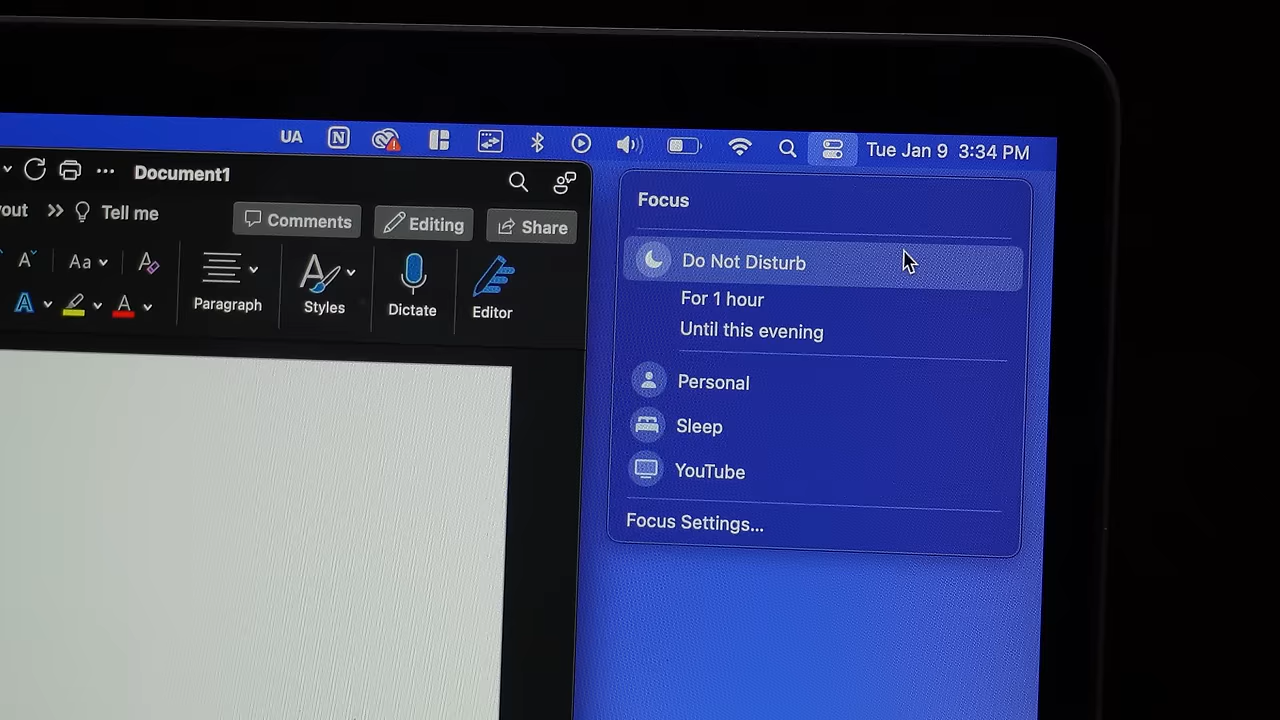 UA
Tue Jan 9 3:34 PM
Document1
out
Tell me
Comments
Editing
Share
Aa
Paragraph
Styles
Dictate
Editor
Focus
Do Not Disturb
For 1 hour
Until this evening
Personal
Sleep
YouTube
Focus Settings...